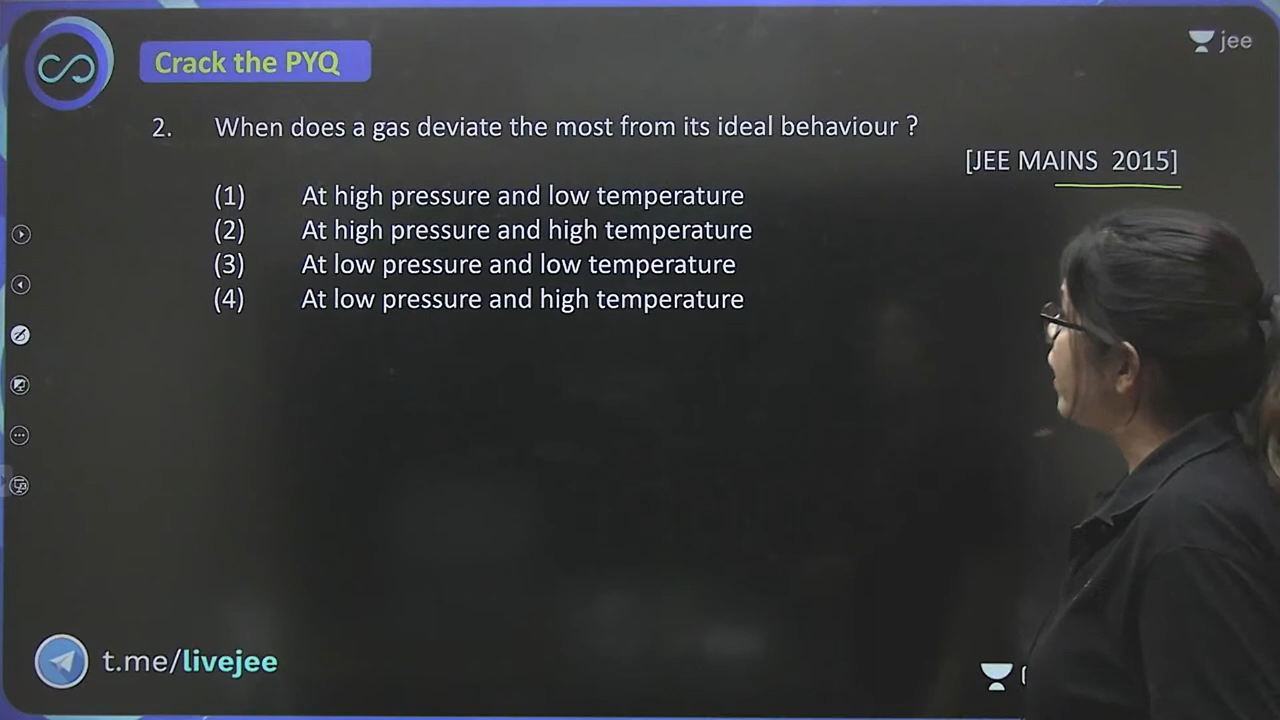 Crack the PYQ
jee
2. When does a gas deviate the most from its ideal behaviour ?
[JEE MAINS 2015]
(1) At high pressure and low temperature
(2) At high pressure and high temperature
(3) At low pressure and low temperature
(4) At low pressure and high temperature
t.me/livejee